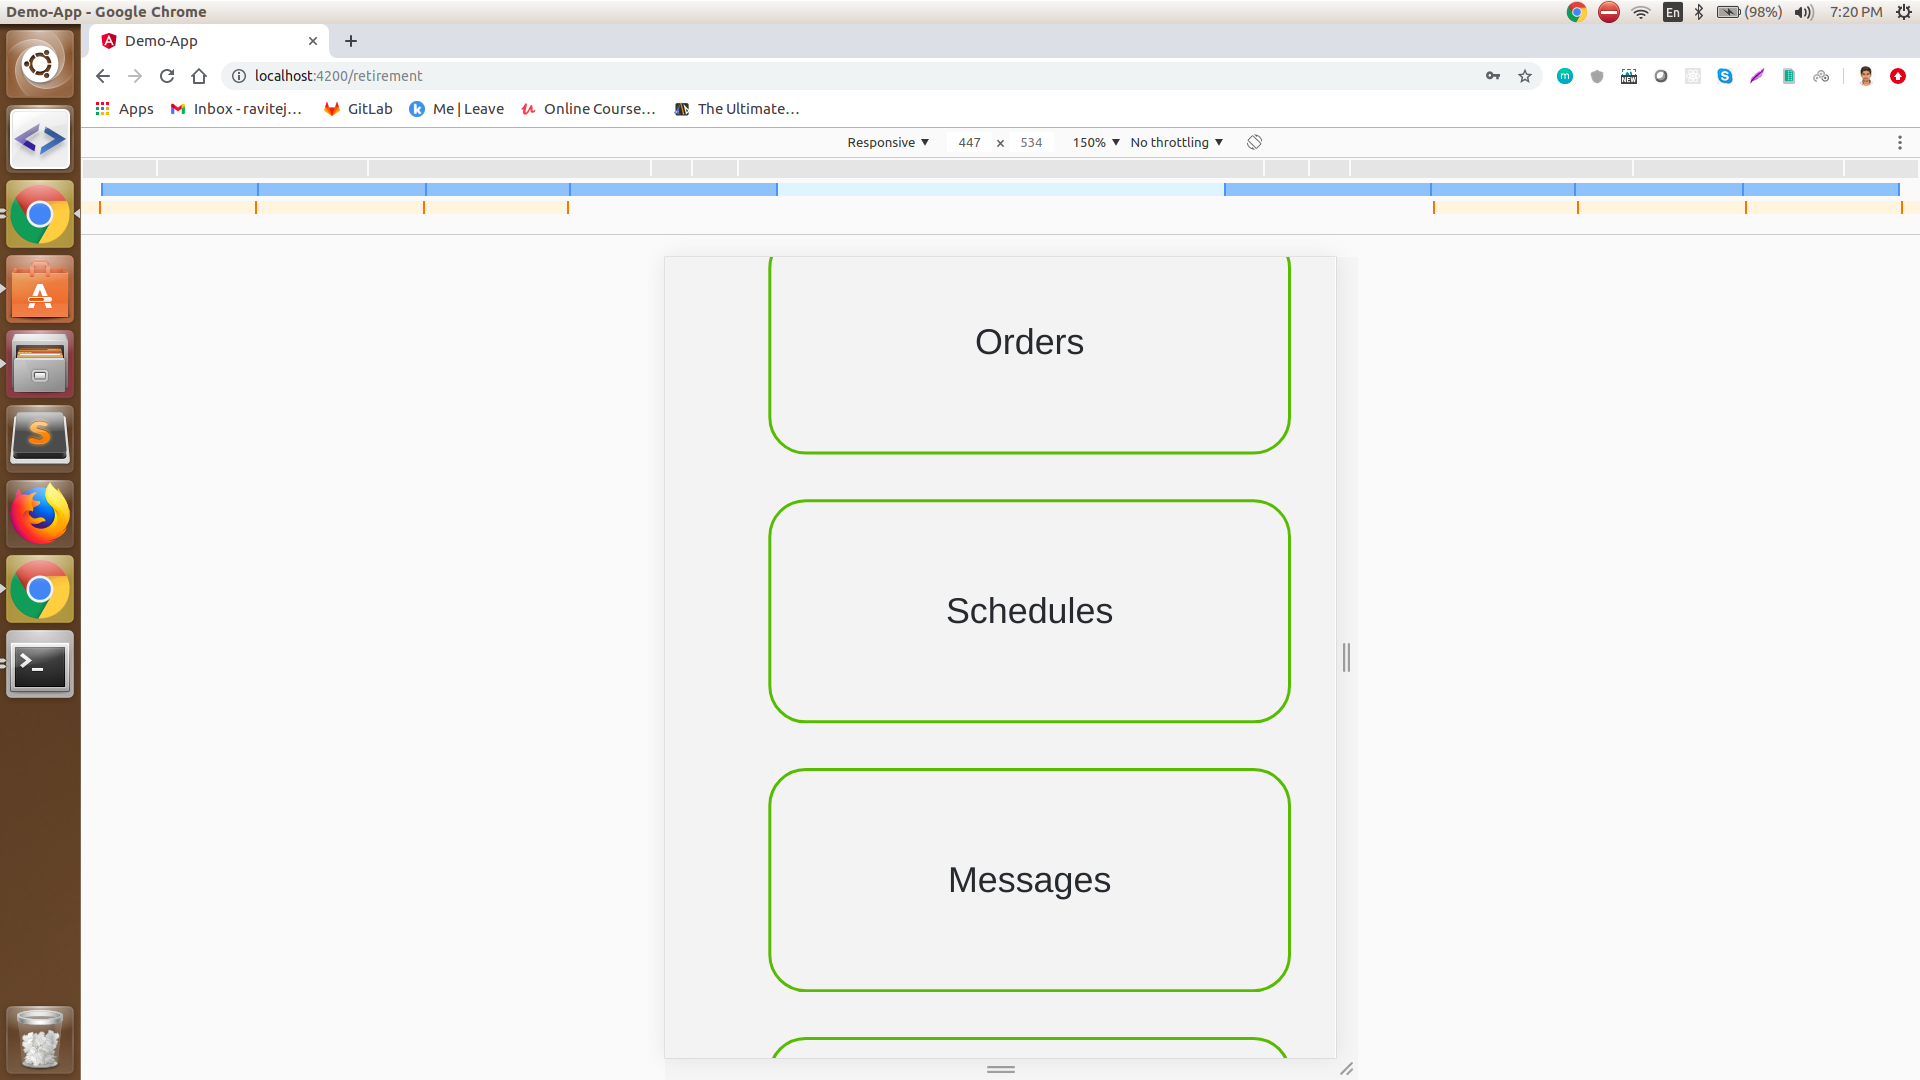 Demo-App - Google Chrome
En (98%) 7:20 PM
Demo-App
localhost:4200/retirement
m NEW S
Apps Inbox - ravitej... GitLab k Me | Leave Online Course... The Ultimate...
Responsive 447 × 534 150% No throttling
Orders
Schedules
Messages